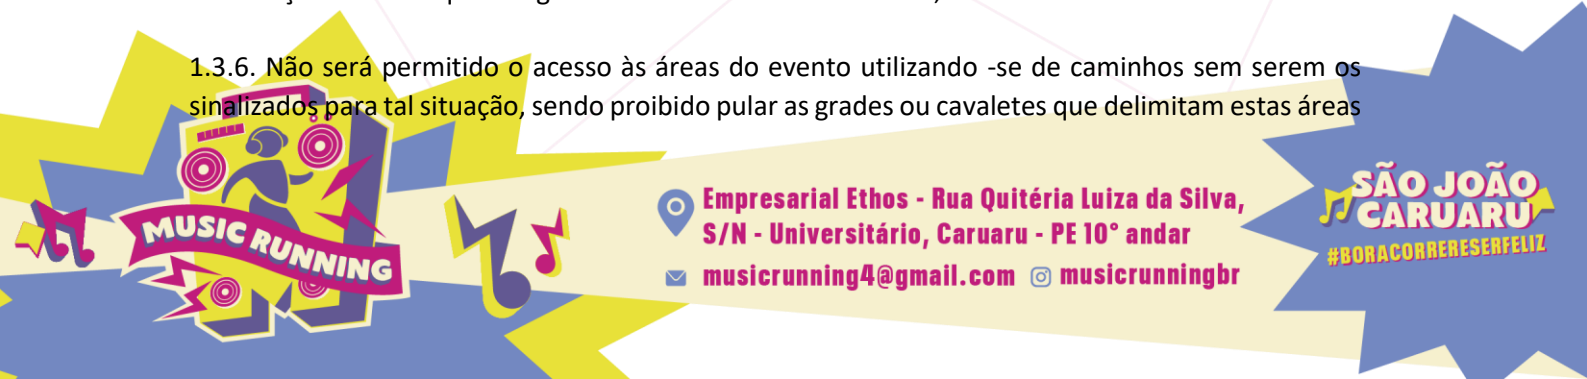 1.3.6. Não será permitido o acesso às áreas do evento utilizando -se de caminhos sem serem os
sinalizados para tal situação, sendo proibido pular as grades ou cavaletes que delimitam estas áreas
MUSIC RUNNING
Empresarial Ethos - Rua Quitéria Luiza da Silva,
S/N - Universitário, Caruaru - PE 10° andar
musicrunning4@gmail.com musicrunningbr
SÃO JOÃO
CARUARU
#BORACORRERESERFELIZ